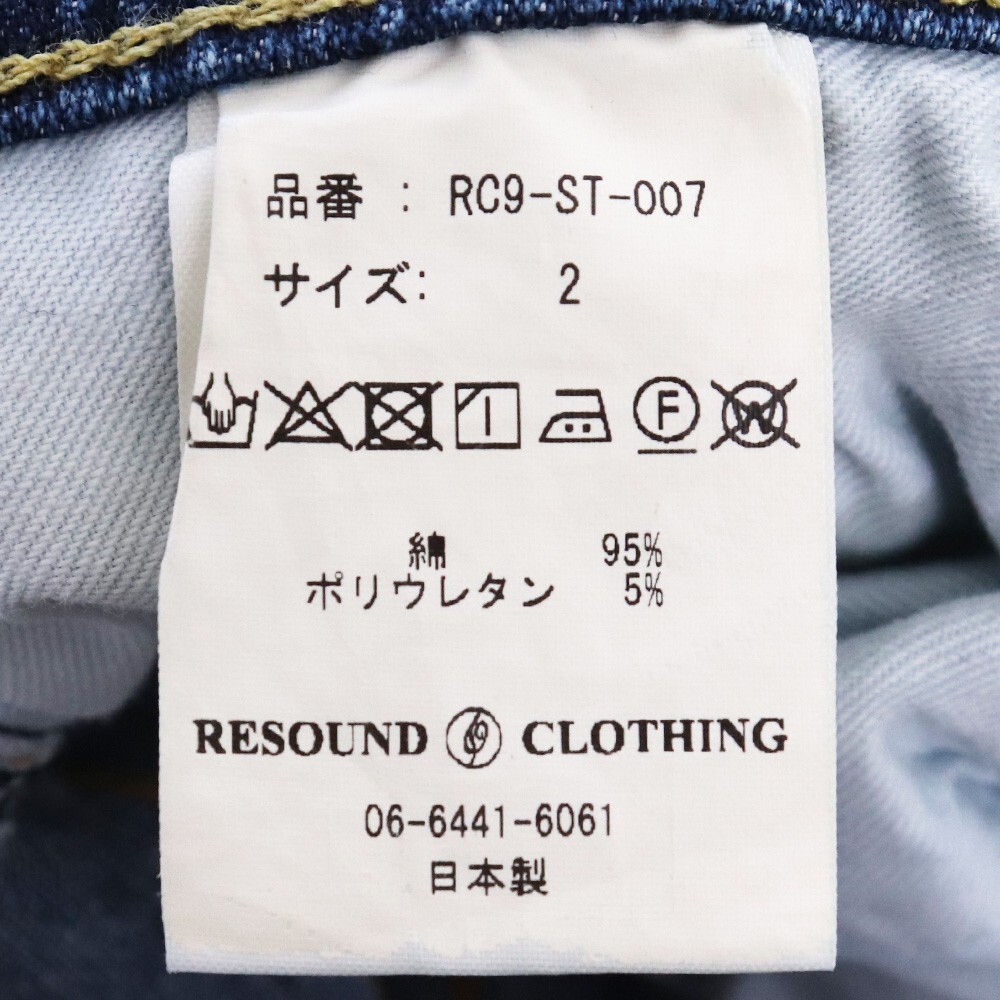 品番 : RC9-ST-007
サイズ: 2
F W
綿 95%
ポリウレタン 5%
RESOUND CLOTHING
06-6441-6061
日本製